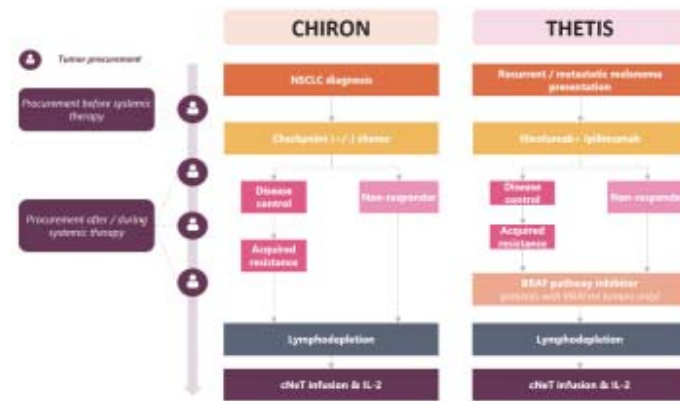 CHIRON
THETIS
Tumor procurement
Procurement before systemic
therapy
Procurement after / during
systemic therapy
NSCLC diagnosis
Checkpoint (+/-) chemo
Disease
control
Non-responder
Acquired
resistance
Lymphodepletion
cNeT infusion & IL-2
Recurrent / metastatic melanoma
presentation
Nivolumab+ Ipilimumab
Disease
control
Non-responder
Acquired
resistance
BRAF pathway inhibitor
Lymphodepletion
cNeT infusion & IL-2